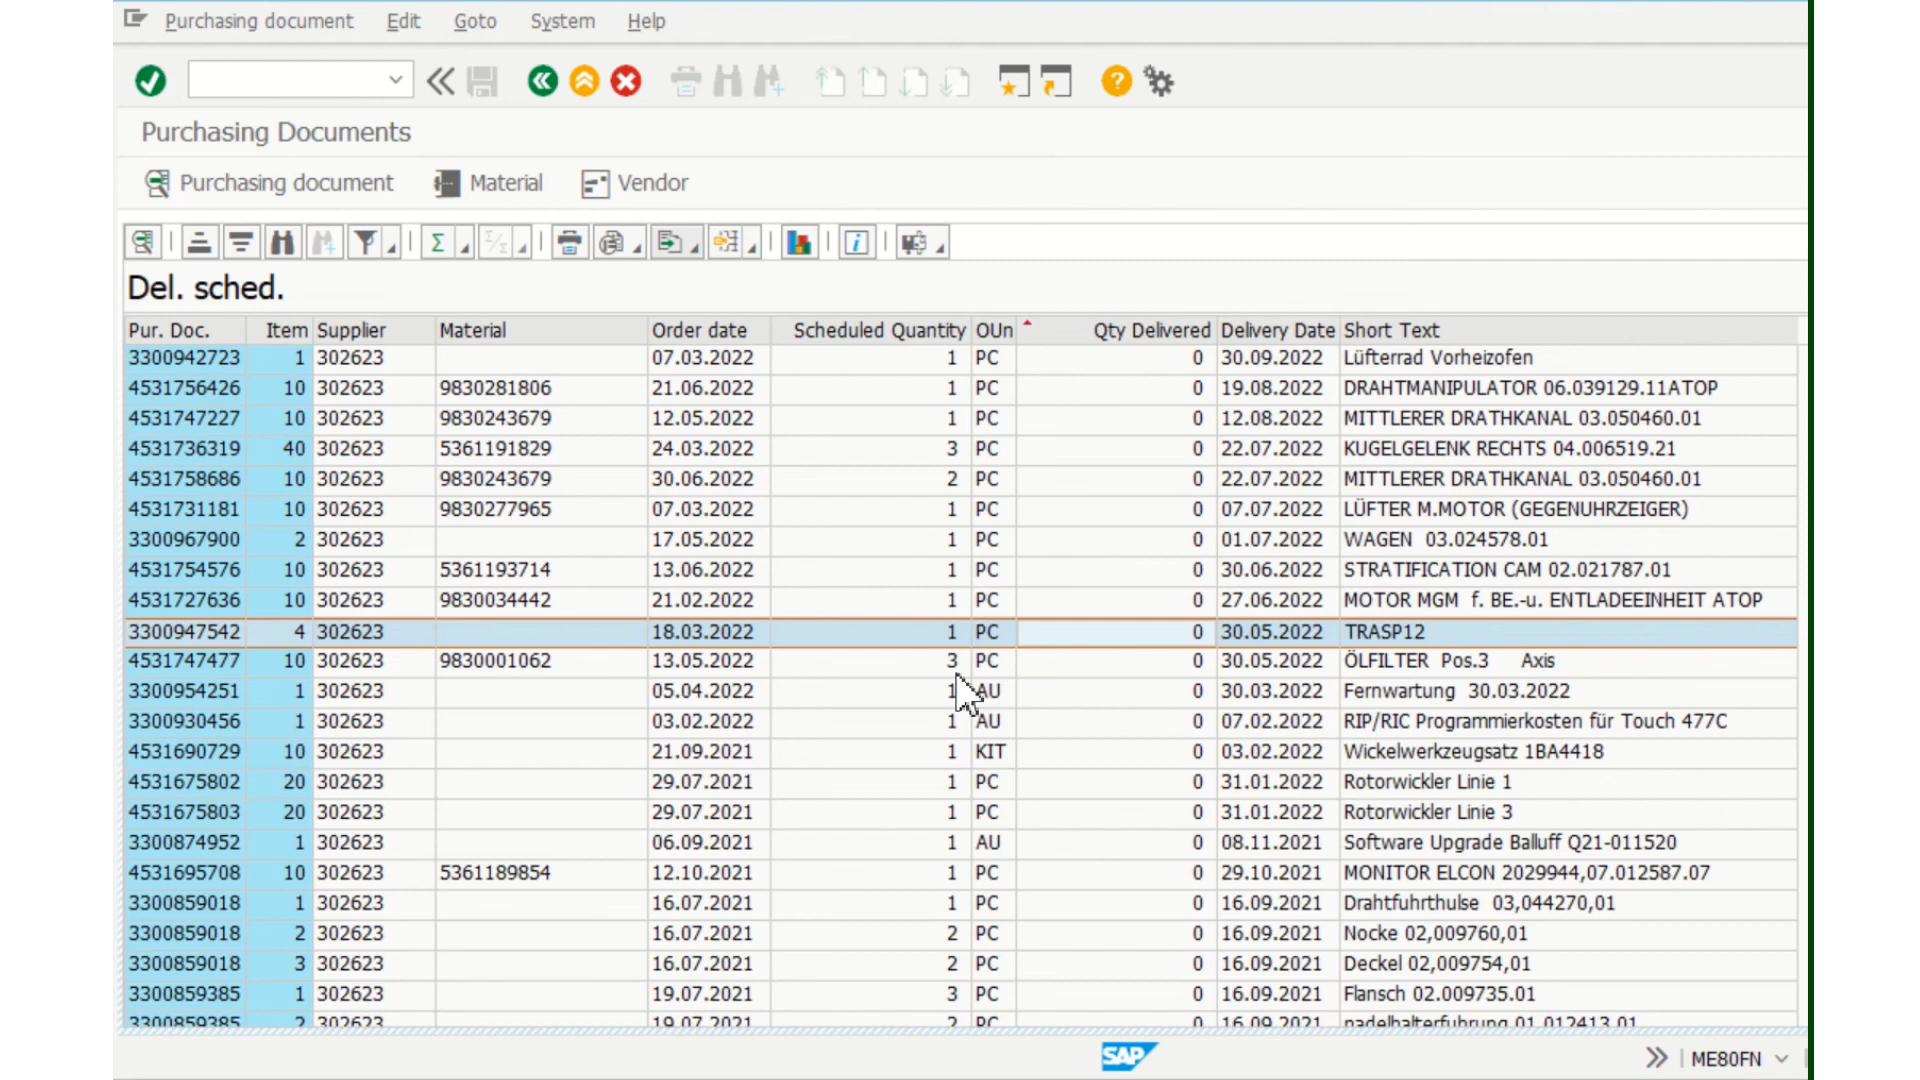 Purchasing document Edit Goto System Help
Purchasing Documents
Purchasing document Material Vendor
Del. sched.
Pur. Doc. Item Supplier Material Order date Scheduled Quantity OUn Qty Delivered Delivery Date Short Text
3300942723 1 302623 07.03.2022 1 PC 0 30.09.2022 Lüfterrad Vorheizofen
4531756426 10 302623 9830281806 21.06.2022 1 PC 0 19.08.2022 DRAHTMANIPULATOR 06.039129.11ATOP
4531747227 10 302623 9830243679 12.05.2022 1 PC 0 12.08.2022 MITTLERER DRATHKANAL 03.050460.01
4531736319 40 302623 5361191829 24.03.2022 3 PC 0 22.07.2022 KUGELGELENK RECHTS 04.006519.21
4531758686 10 302623 9830243679 30.06.2022 2 PC 0 22.07.2022 MITTLERER DRATHKANAL 03.050460.01
4531731181 10 302623 9830277965 07.03.2022 1 PC 0 07.07.2022 LÜFTER M.MOTOR (GEGENUHRZEIGER)
3300967900 2 302623 17.05.2022 1 PC 0 01.07.2022 WAGEN 03.024578.01
4531754576 10 302623 5361193714 13.06.2022 1 PC 0 30.06.2022 STRATIFICATION CAM 02.021787.01
4531727636 10 302623 9830034442 21.02.2022 1 PC 0 27.06.2022 MOTOR MGM f. BE.-u. ENTLADEEINHEIT ATOP
3300947542 4 302623 18.03.2022 1 PC 0 30.05.2022 TRASP12
4531747477 10 302623 9830001062 13.05.2022 3 PC 0 30.05.2022 ÖLFILTER Pos.3 Axis
3300954251 1 302623 05.04.2022 1 AU 0 30.03.2022 Fernwartung 30.03.2022
3300930456 1 302623 03.02.2022 1 AU 0 07.02.2022 RIP/RIC Programmierkosten für Touch 477C
4531690729 10 302623 21.09.2021 1 KIT 0 03.02.2022 Wickelwerkzeugsatz 1BA4418
4531675802 20 302623 29.07.2021 1 PC 0 31.01.2022 Rotorwickler Linie 1
4531675803 20 302623 29.07.2021 1 PC 0 31.01.2022 Rotorwickler Linie 3
3300874952 1 302623 06.09.2021 1 AU 0 08.11.2021 Software Upgrade Balluff Q21-011520
4531695708 10 302623 5361189854 12.10.2021 1 PC 0 29.10.2021 MONITOR ELCON 2029944,07.012587.07
3300859018 1 302623 16.07.2021 1 PC 0 16.09.2021 Drahtfuhrthulse 03,044270,01
3300859018 2 302623 16.07.2021 2 PC 0 16.09.2021 Nocke 02,009760,01
3300859018 3 302623 16.07.2021 2 PC 0 16.09.2021 Deckel 02,009754,01
3300859385 1 302623 19.07.2021 3 PC 0 16.09.2021 Flansch 02.009735.01
3300859385 2 302623 19.07.2021 2 PC 0 16.09.2021 nadelhalterfuhrung 01.012413.01
SAP ME80FN